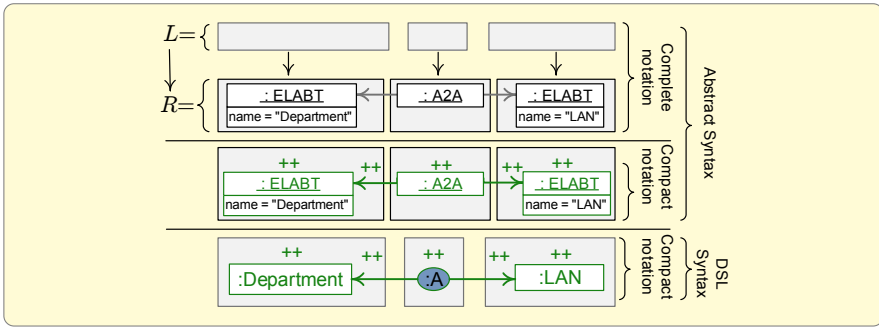 L=
R=
: ELABT
name = "Department"
: A2A
: ELABT
name = "LAN"
Complete
notation
++ ++ ++ ++ ++
: ELABT
name = "Department"
: A2A
: ELABT
name = "LAN"
Compact
notation
Abstract Syntax
++ ++ ++ ++ ++
:Department
:A
:LAN
Compact
notation
DSL
Syntax